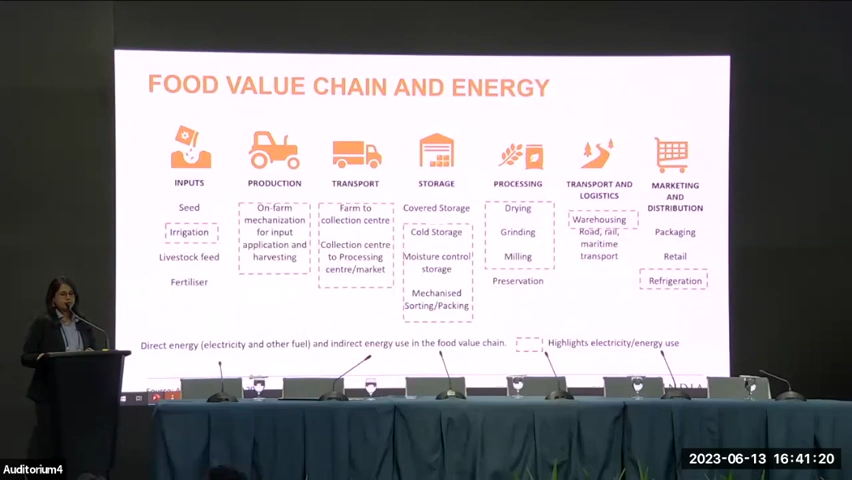 FOOD VALUE CHAIN AND ENERGY
INPUTS
Seed
Irrigation
Livestock feed
Fertiliser
PRODUCTION
On-farm
mechanization
for input
application and
harvesting
TRANSPORT
Farm to
collection centre
Collection centre
to Processing
centre/market
STORAGE
Covered Storage
Cold Storage
Moisture control
storage
Mechanised
Sorting/Packing
PROCESSING
Drying
Grinding
Milling
Preservation
TRANSPORT AND
LOGISTICS
Warehousing
Road, rail,
maritime
transport
MARKETING
AND
DISTRIBUTION
Packaging
Retail
Refrigeration
Direct energy (electricity and other fuel) and indirect energy use in the food value chain.
Highlights electricity/energy use
Auditorium4
2023-06-13 16:41:20